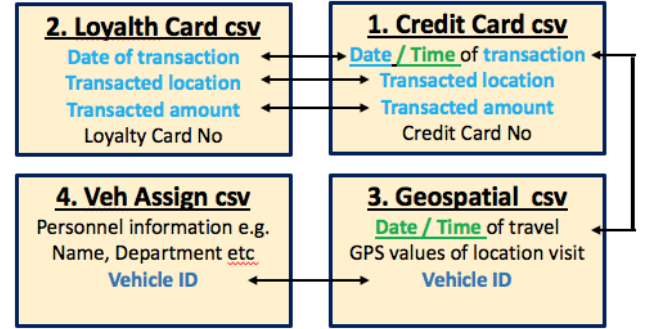 2. Loyalth Card csv
Date of transaction
Transacted location
Transacted amount
Loyalty Card No
1. Credit Card csv
Date / Time of transaction
Transacted location
Transacted amount
Credit Card No
4. Veh Assign csv
Personnel information e.g.
Name, Department etc
Vehicle ID
3. Geospatial csv
Date / Time of travel
GPS values of location visit
Vehicle ID